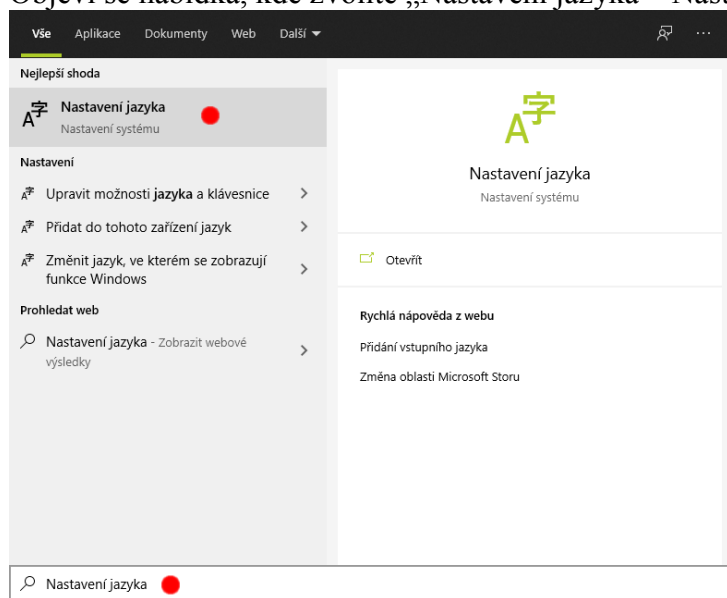 Objeví se nabídka, kde zvolíte „Nastavení jazyka
Vše Aplikace Dokumenty Web Další
Nejlepší shoda
Nastavení jazyka
Nastavení systému
Nastavení
Upravit možnosti jazyka a klávesnice
Přidat do tohoto zařízení jazyk
Změnit jazyk, ve kterém se zobrazují
funkce Windows
Prohledat web
Nastavení jazyka - Zobrazit webové
výsledky
Nastavení jazyka
Nastavení systému
Otevřít
Rychlá nápověda z webu
Přidání vstupního jazyka
Změna oblasti Microsoft Storu
Nastavení jazyka